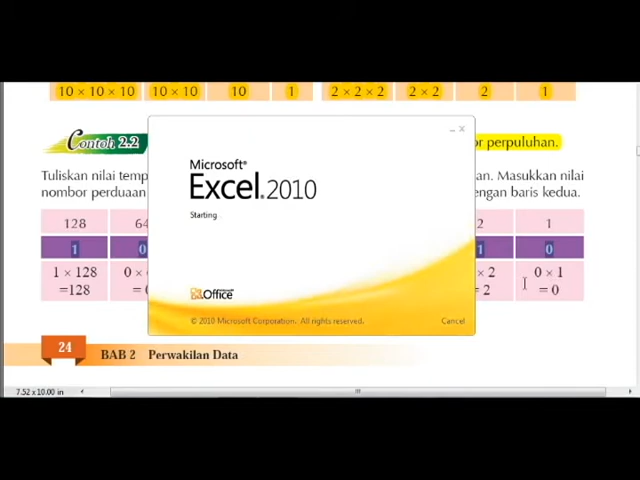 10 × 10 × 10 10 × 10 10 1 2 × 2 × 2 2 × 2 2 1
Contoh 2.2 or perpuluhan.
Microsoft®
Excel® 2010
Starting
Office
© 2010 Microsoft Corporation. All rights reserved. Cancel
Tuliskan nilai temp an. Masukkan nilai
nombor perduaan engan baris kedua.
128 64 2 1
1 0 1 0
1 × 128 0 × × 2 0 × 1
=128 = = 2 = 0
24 BAB 2 Perwakilan Data
7.52 x 10.00 in